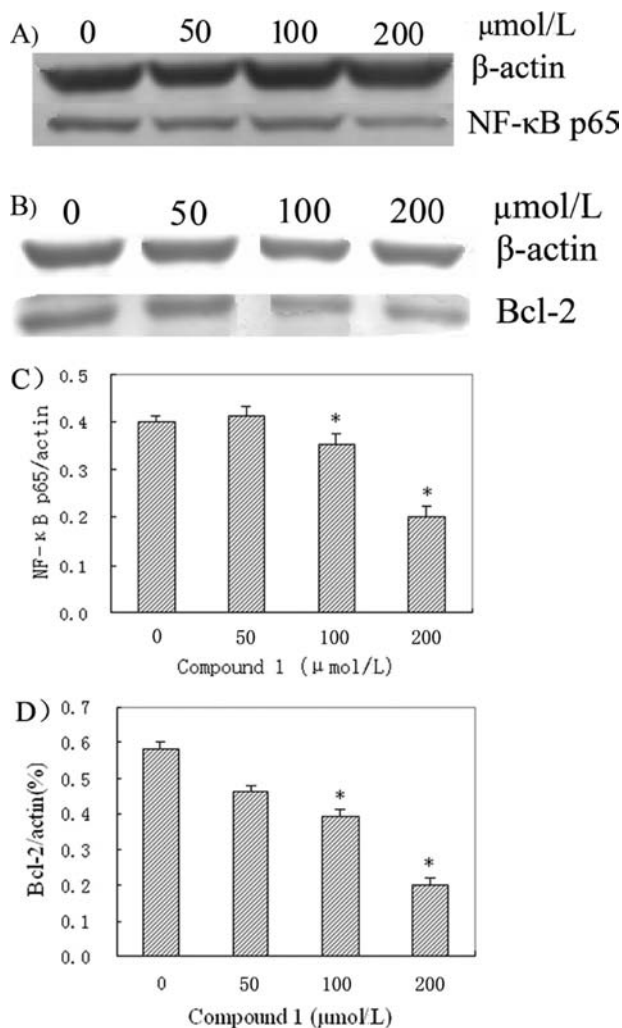 A) 0 50 100 200 μmol/L
β-actin
NF-κB p65
B) 0 50 100 200 μmol/L
β-actin
Bcl-2
C)
NF-κB p65/actin
0.5
0.4
0.3
0.2
0.1
0.0
*
*
0 50 100 200
Compound 1 (μmol/L)
D)
Bcl-2/actin(%)
0.7
0.6
0.5
0.4
0.3
0.2
0.1
0.0
*
*
0 50 100 200
Compound 1 (μmol/L)